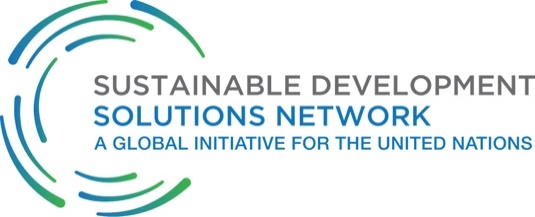 SUSTAINABLE DEVELOPMENT
SOLUTIONS NETWORK
A GLOBAL INITIATIVE FOR THE UNITED NATIONS